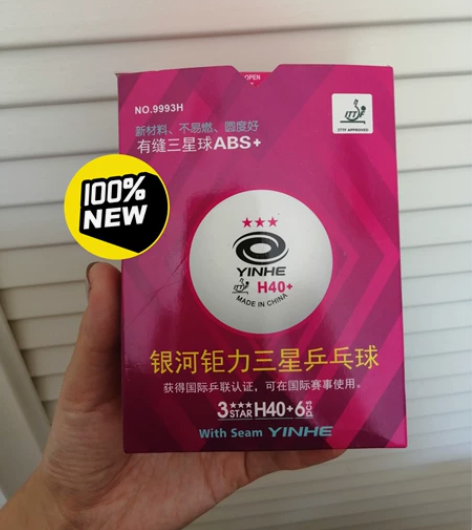 OPEN
NO.9993H
ITTF APPROVED
新材料、不易燃、圆度好
有缝三星球ABS+
100%
NEW
YINHE
H40+
MADE IN CHINA
银河钜力三星乒乓球
获得国际乒联认证，可在国际赛事使用。
3 STAR H40+6 PCS
With Seam YINHE